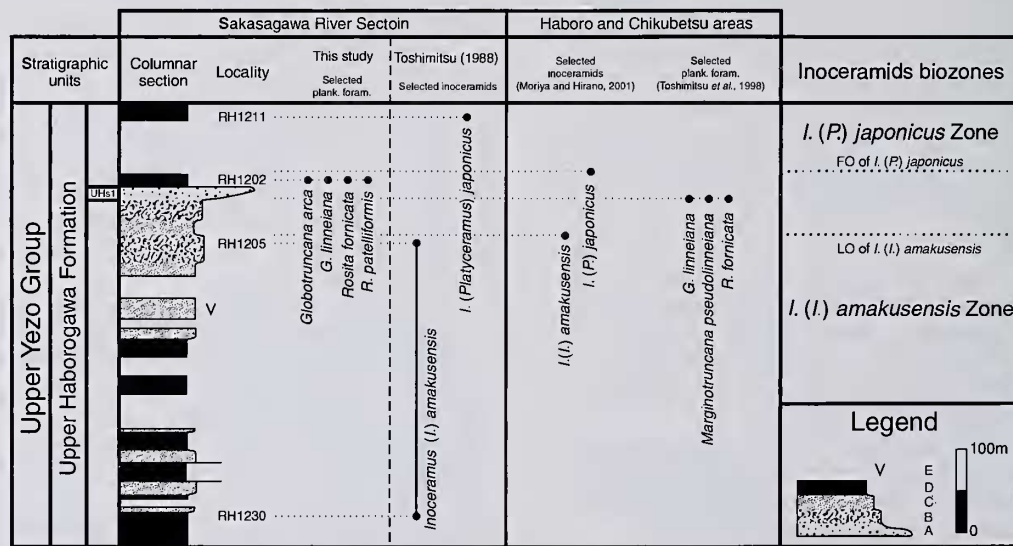 Sakasagawa River Sectoin
Haboro and Chikubetsu areas
Stratigraphic
units
Columnar
section
Locality
This study
Selected
plank. foram.
Toshimitsu (1988)
Selected inoceramids
Selected
inoceramids
(Moriya and Hirano, 2001)
Selected
plank. foram.
(Toshimitsu et al., 1998)
Inoceramids biozones
Upper Yezo Group
Upper Haborogawa Formation
UHs1
V
RH1211
RH1202
RH1205
RH1230
Globotruncana arca
G. linneiana
Rosita fornicata
R. patelliformis
Inoceramus (I.) amakusensis
I. (Platyceramus) japonicus
I.(I.) amakusensis
I. (P.) japonicus
G. linneiana
Marginotruncana pseudolinneiana
R. fornicata
I. (P.) japonicus Zone
FO of I. (P.) japonicus
LO of I. (I.) amakusensis
I. (I.) amakusensis Zone
Legend
V
E
D
C
B
A
100m
0